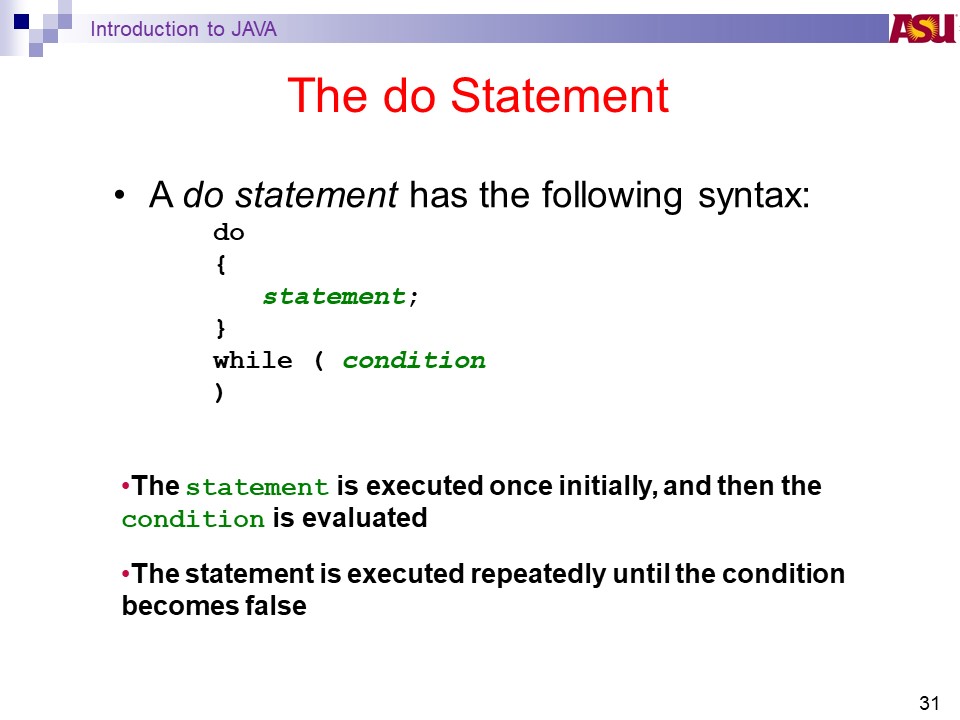 Introduction to JAVA
ASU
The do Statement
• A do statement has the following syntax:
do
{
statement;
}
while ( condition
)
•The statement is executed once initially, and then the
condition is evaluated
•The statement is executed repeatedly until the condition
becomes false
31